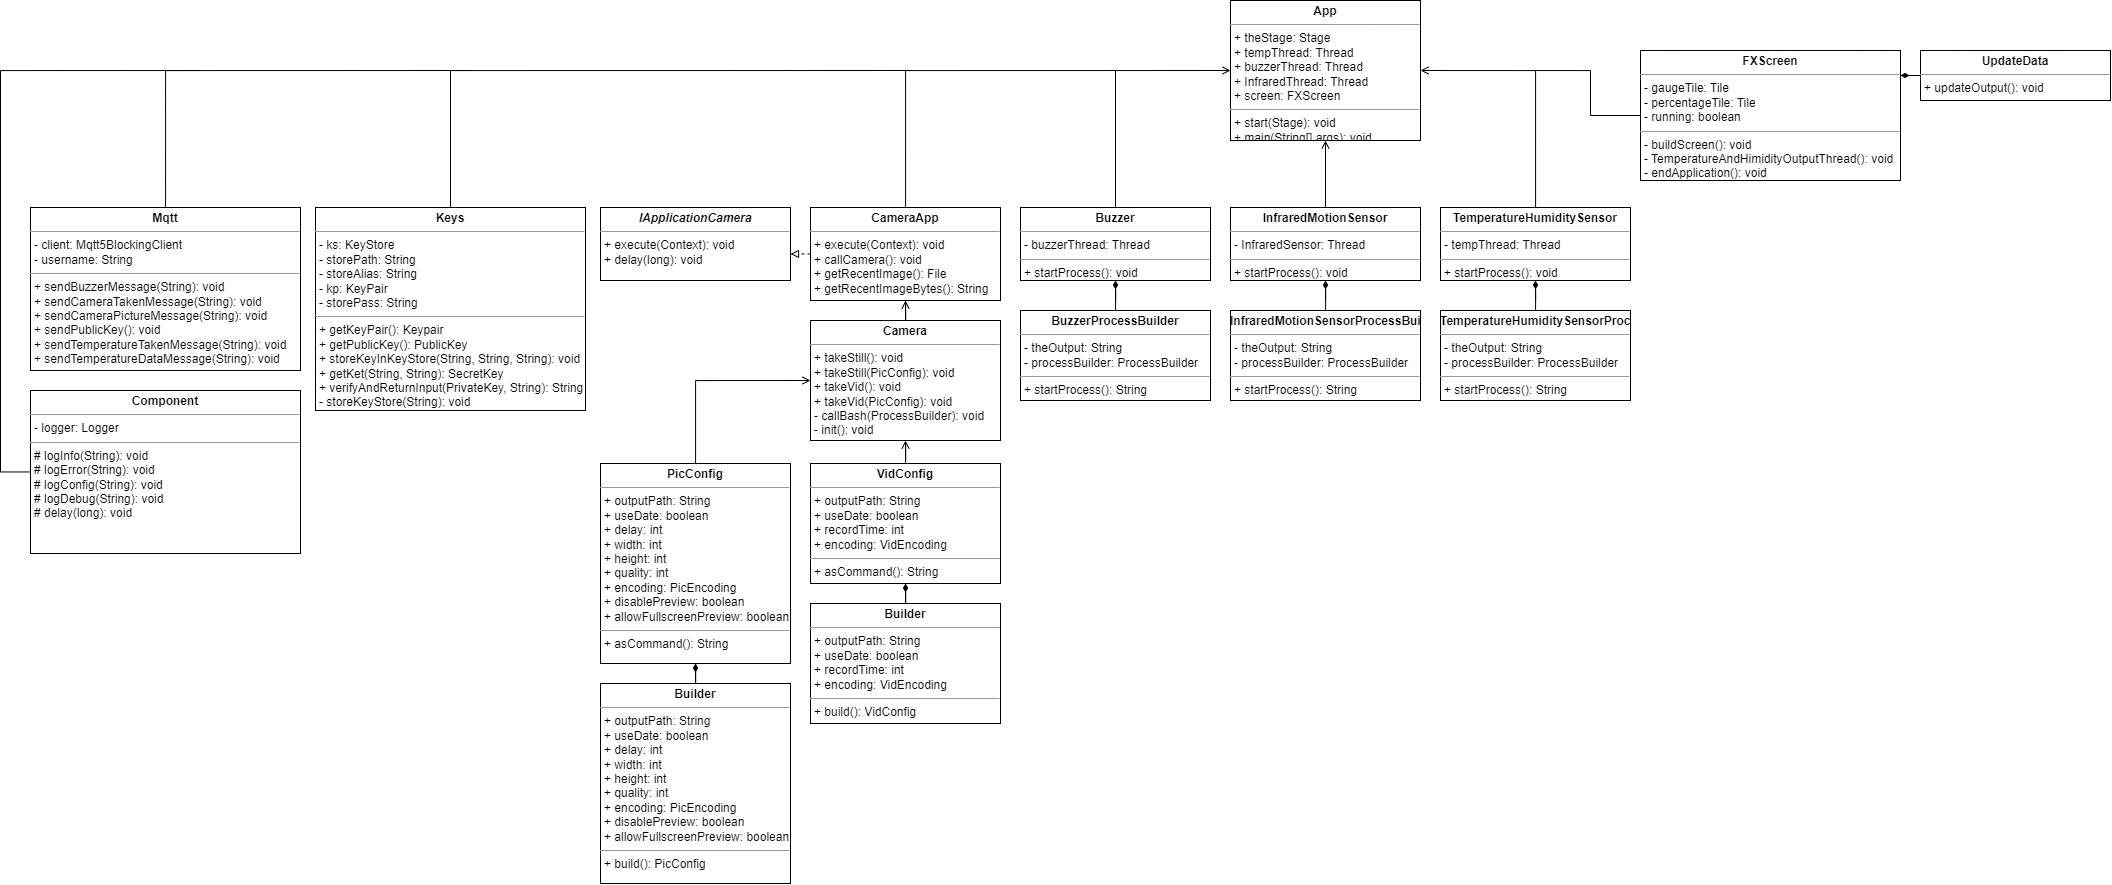 App
+ theStage: Stage
+ tempThread: Thread
+ buzzerThread: Thread
+ InfraredThread: Thread
+ screen: FXScreen
+ start(Stage): void
+ main(String[] args): void
FXScreen
- gaugeTile: Tile
- percentageTile: Tile
- running: boolean
- buildScreen(): void
- TemperatureAndHimidityOutputThread(): void
- endApplication(): void
UpdateData
+ updateOutput(): void
Mqtt
- client: Mqtt5BlockingClient
- username: String
+ sendBuzzerMessage(String): void
+ sendCameraTakenMessage(String): void
+ sendCameraPictureMessage(String): void
+ sendPublicKey(): void
+ sendTemperatureTakenMessage(String): void
+ sendTemperatureDataMessage(String): void
Keys
- ks: KeyStore
- storePath: String
- storeAlias: String
- kp: KeyPair
- storePass: String
+ getKeyPair(): Keypair
+ getPublicKey(): PublicKey
+ storeKeyInKeyStore(String, String, String): void
+ getKet(String, String): SecretKey
+ verifyAndReturnInput(PrivateKey, String): String
- storeKeyStore(String): void
IApplicationCamera
+ execute(Context): void
+ delay(long): void
CameraApp
+ execute(Context): void
+ callCamera(): void
+ getRecentImage(): File
+ getRecentImageBytes(): String
Buzzer
- buzzerThread: Thread
+ startProcess(): void
InfraredMotionSensor
- InfraredSensor: Thread
+ startProcess(): void
TemperatureHumiditySensor
- tempThread: Thread
+ startProcess(): void
BuzzerProcessBuilder
- theOutput: String
- processBuilder: ProcessBuilder
+ startProcess(): String
InfraredMotionSensorProcessBui
- theOutput: String
- processBuilder: ProcessBuilder
+ startProcess(): String
TemperatureHumiditySensorProc
- theOutput: String
- processBuilder: ProcessBuilder
+ startProcess(): String
Camera
+ takeStill(): void
+ takeStill(PicConfig): void
+ takeVid(): void
+ takeVid(PicConfig): void
- callBash(ProcessBuilder): void
- init(): void
Component
- logger: Logger
# logInfo(String): void
# logError(String): void
# logConfig(String): void
# logDebug(String): void
# delay(long): void
PicConfig
+ outputPath: String
+ useDate: boolean
+ delay: int
+ width: int
+ height: int
+ quality: int
+ encoding: PicEncoding
+ disablePreview: boolean
+ allowFullscreenPreview: boolean
+ asCommand(): String
VidConfig
+ outputPath: String
+ useDate: boolean
+ recordTime: int
+ encoding: VidEncoding
+ asCommand(): String
Builder
+ outputPath: String
+ useDate: boolean
+ recordTime: int
+ encoding: VidEncoding
+ build(): VidConfig
Builder
+ outputPath: String
+ useDate: boolean
+ delay: int
+ width: int
+ height: int
+ quality: int
+ encoding: PicEncoding
+ disablePreview: boolean
+ allowFullscreenPreview: boolean
+ build(): PicConfig